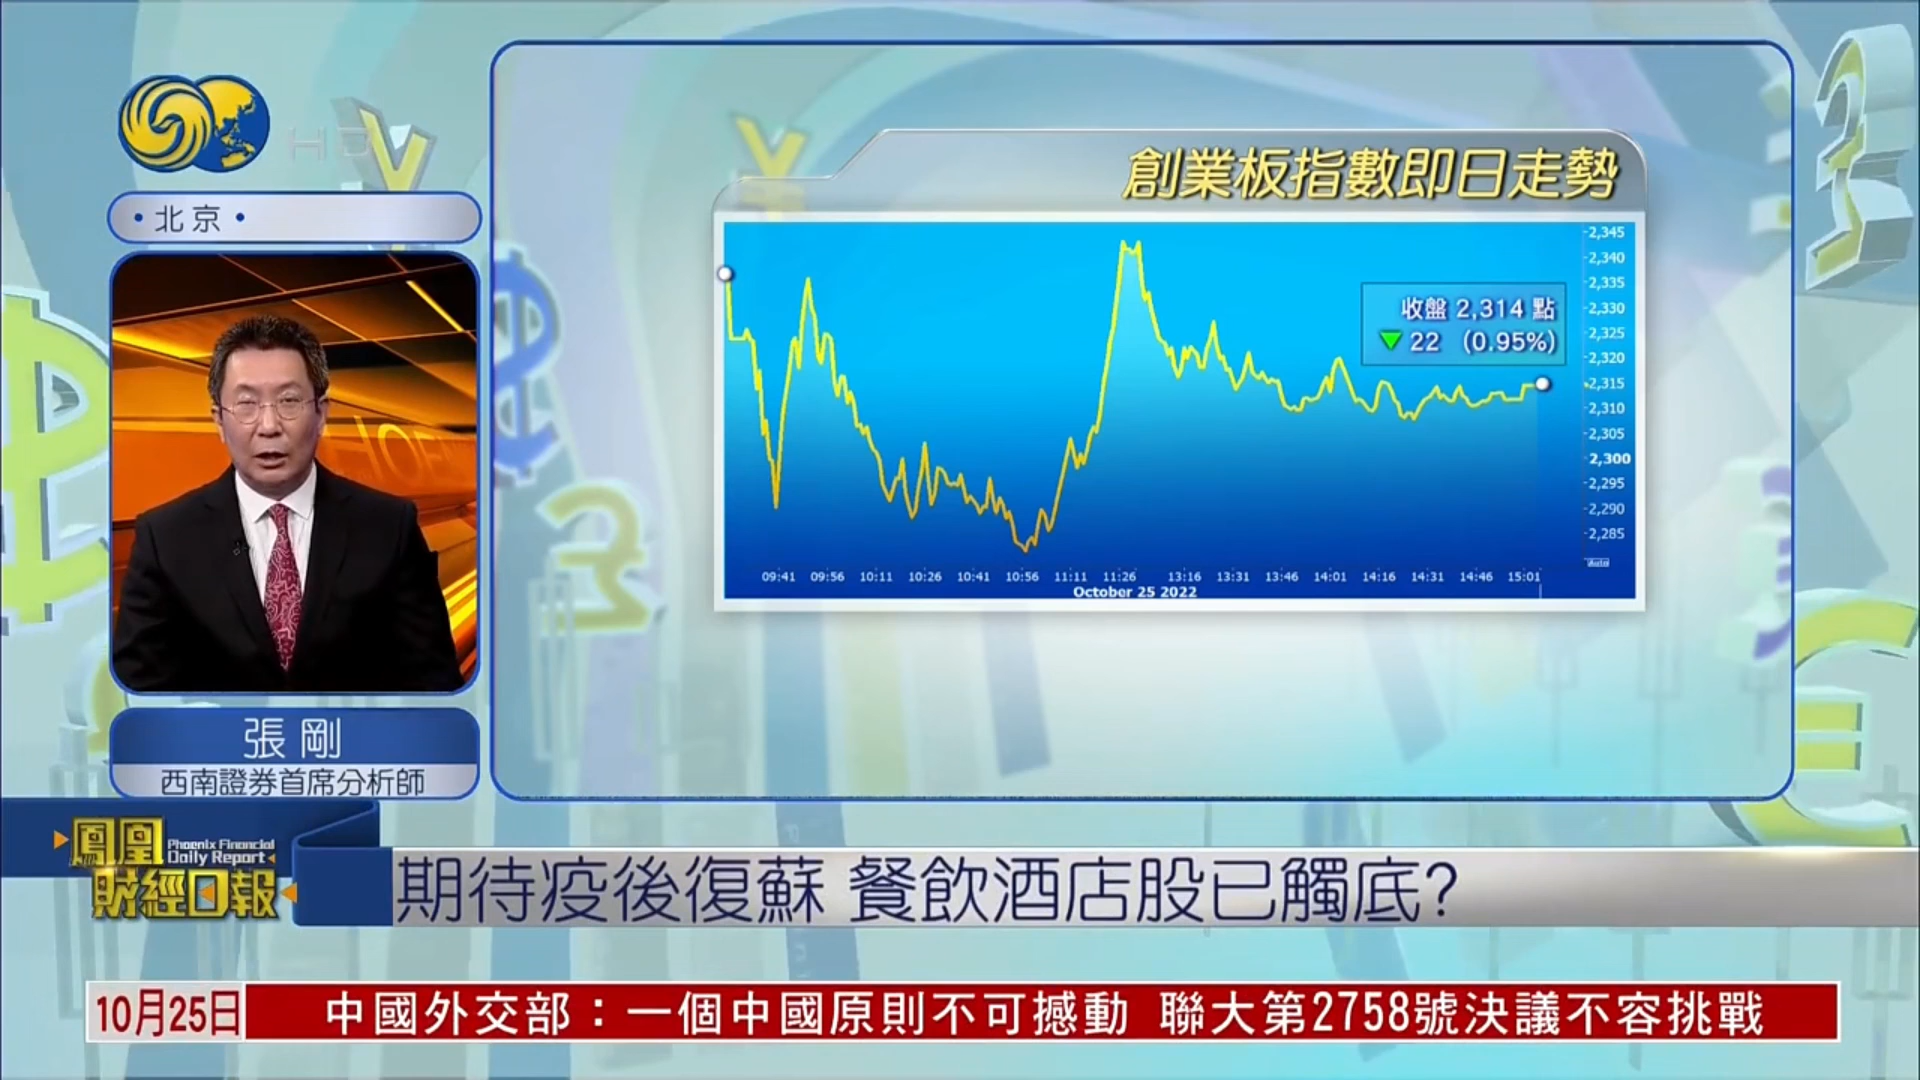 HD
• 北京 •
創業板指數即日走勢
收盤 2,314 點
▼ 22 (0.95%)
2,345
2,340
2,335
2,330
2,325
2,320
2,315
2,310
2,305
2,300
2,295
2,290
2,285
Auto
09:41 09:56 10:11 10:26 10:41 10:56 11:11 11:26 13:16 13:31 13:46 14:01 14:16 14:31 14:46 15:01
October 25 2022
張剛
西南證券首席分析師
鳳凰 Phoenix Financial Daily Report
財經日報
期待疫後復蘇 餐飲酒店股已觸底?
10月25日 中國外交部：一個中國原則不可撼動 聯大第2758號決議不容挑戰